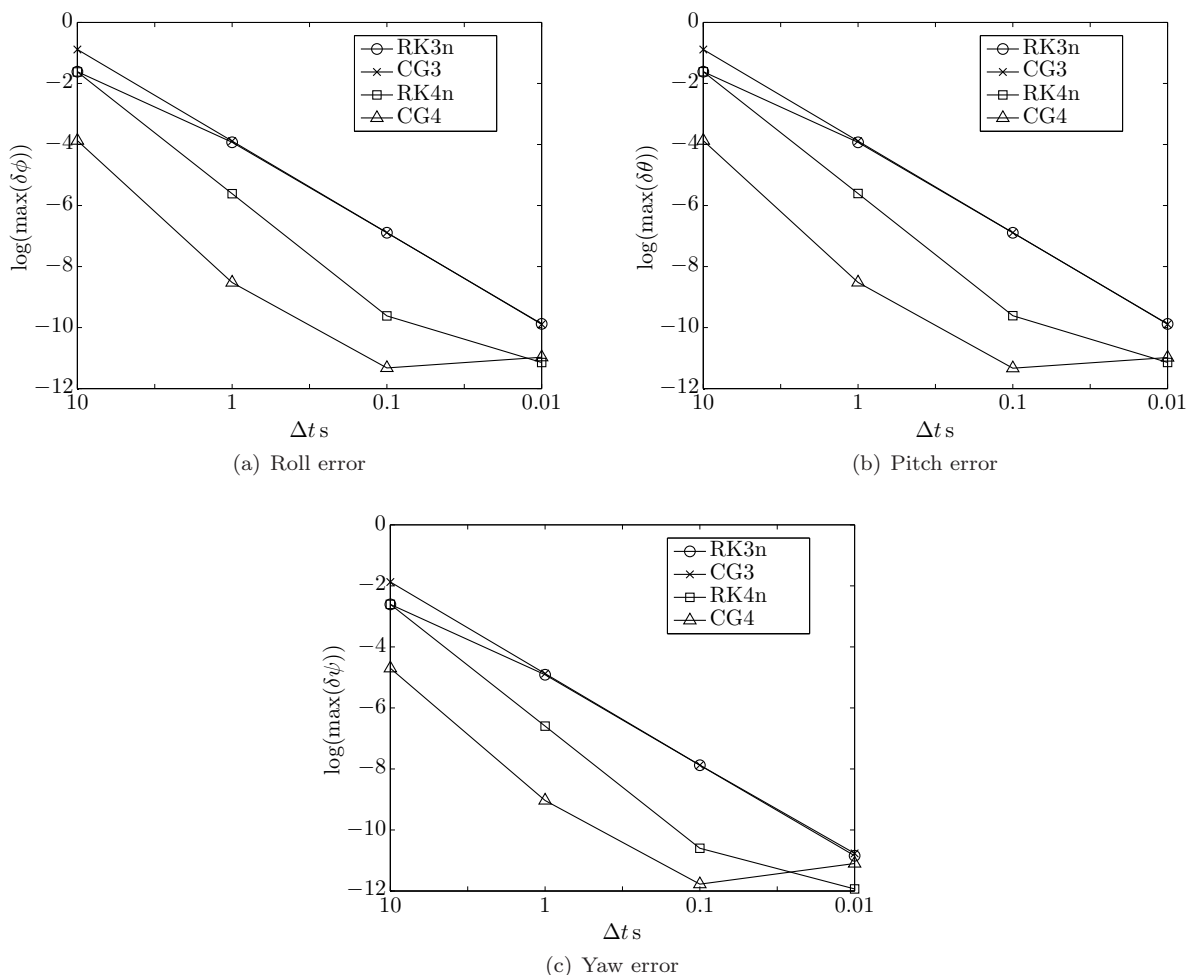 0
−2
−4
−6
−8
−10
−12
log(max(δϕ))
RK3n
CG3
RK4n
CG4
10 1 0.1 0.01
Δt s
(a) Roll error
0
−2
−4
−6
−8
−10
−12
log(max(δθ))
RK3n
CG3
RK4n
CG4
10 1 0.1 0.01
Δt s
(b) Pitch error
0
−2
−4
−6
−8
−10
−12
log(max(δψ))
RK3n
CG3
RK4n
CG4
10 1 0.1 0.01
Δt s
(c) Yaw error